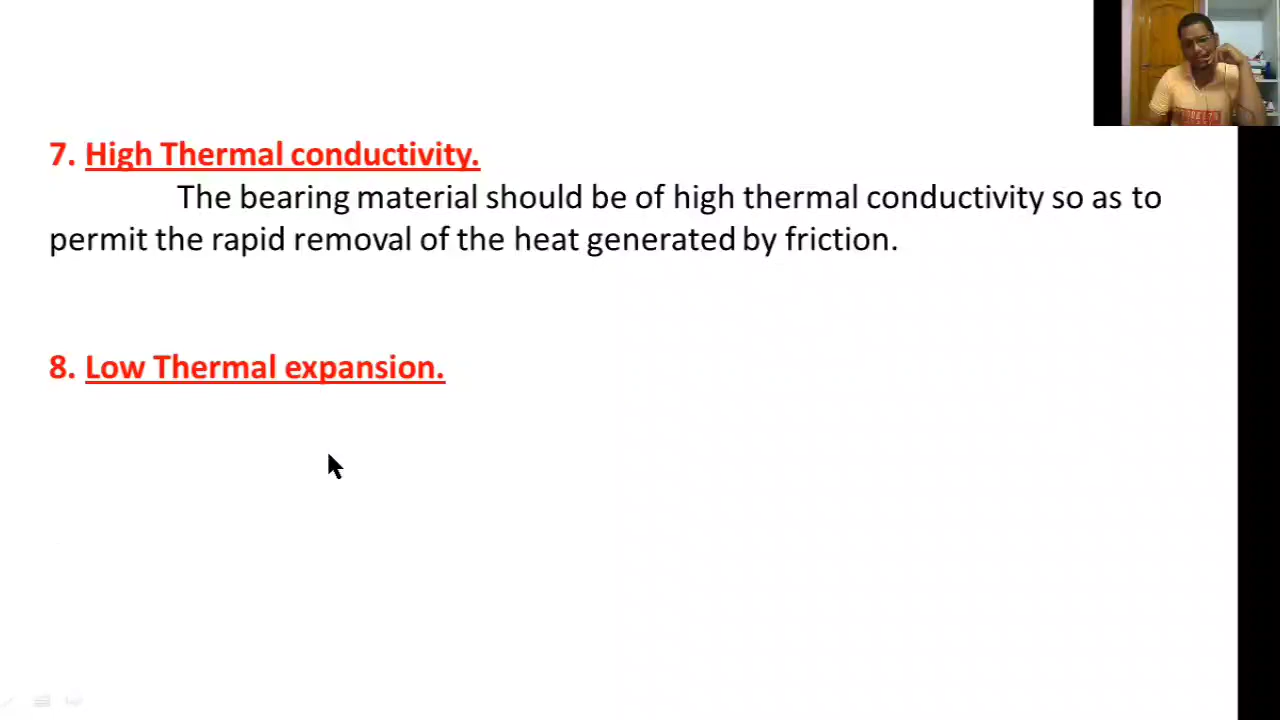 7. High Thermal conductivity.
The bearing material should be of high thermal conductivity so as to
permit the rapid removal of the heat generated by friction.
8. Low Thermal expansion.